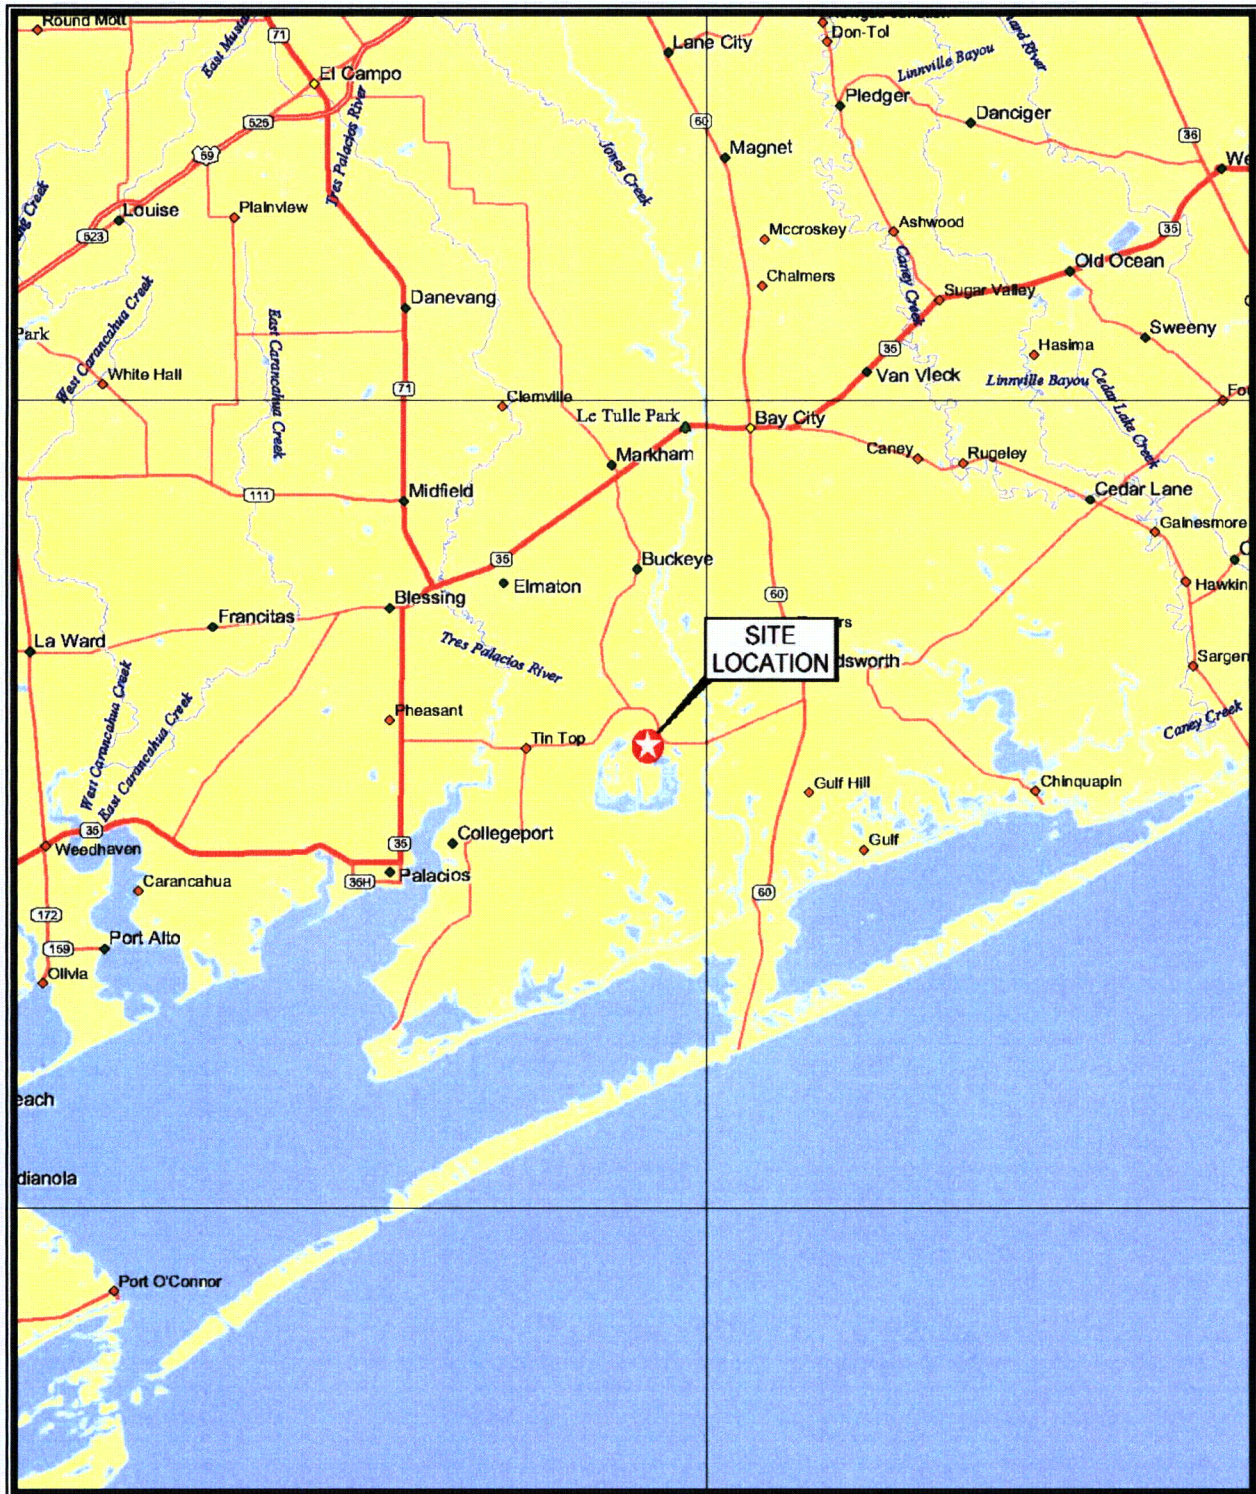 Round Mott
71
East Musta
El Campo
525
59
Tres Palacios River
Lane City
60
Don-Tol
Linnville Bayou
Pledger
Danciger
36
Jones Creek
Magnet
We
Louise
523
Plainview
Mccroskey
Ashwood
35
Chalmers
Caney Creek
Old Ocean
Sugar Valley
West Carancahua Creek
East Carancahua Creek
Danevang
Park
White Hall
71
Sweeny
35
Hasima
Van Vleck
Linnville Bayou
Cedar Lake Creek
Clemville
Le Tulle Park
Bay City
Markham
Caney
Rugeley
Midfield
111
Cedar Lane
Gainesmore
35
Buckeye
Elmaton
Blessing
60
Hawkin
Francitas
La Ward
Tres Palacios River
SITE
LOCATION
rs
dsworth
Sargen
West Carancahua Creek
East Carancahua Creek
Pheasant
Tin Top
Caney Creek
Gulf Hill
Chinquapin
35
Weedhaven
Collegeport
35
Gulf
Carancahua
35H
Palacios
60
172
Port Alto
159
Olivia
each
dianola
Port O'Connor